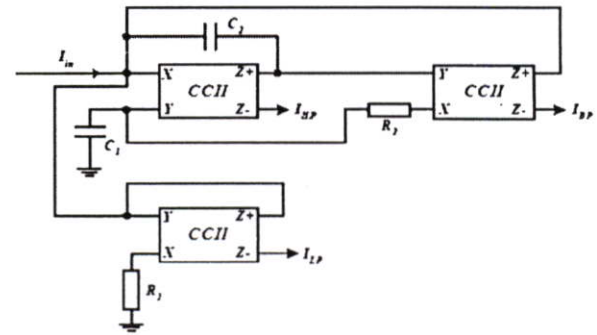 C2
Iin
X Z+ Y Z+
CCII CCII
Y Z- IHP X Z- IBP
R2
C1
Y Z+
CCII
X Z- ILP
R1